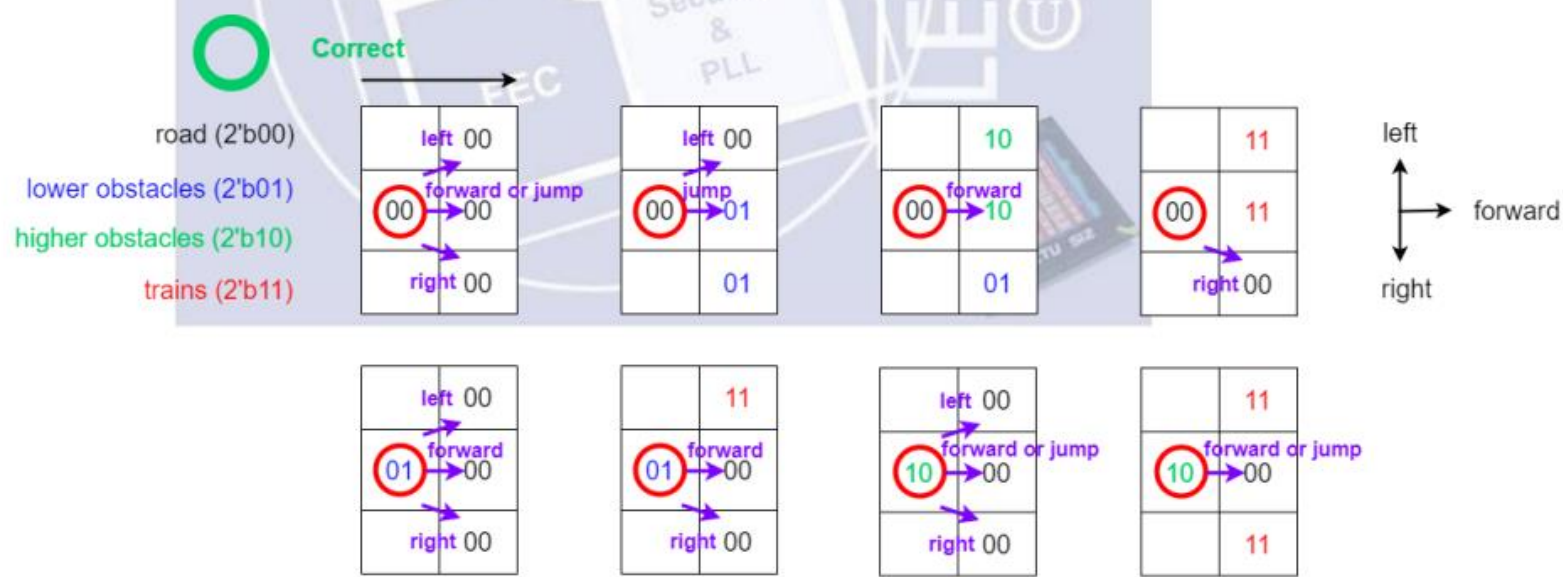 Correct
road (2'b00)
lower obstacles (2'b01)
higher obstacles (2'b10)
trains (2'b11)
left 00
forward or jump
00 00
right 00
left 00
jump
00 01
01
10
forward
00 10
01
11
00 11
right 00
left
forward
right
left 00
forward
01 00
right 00
11
forward
01 00
right 00
left 00
forward or jump
10 00
right 00
11
forward or jump
10 00
11
FEC
&
PLL
LE
U